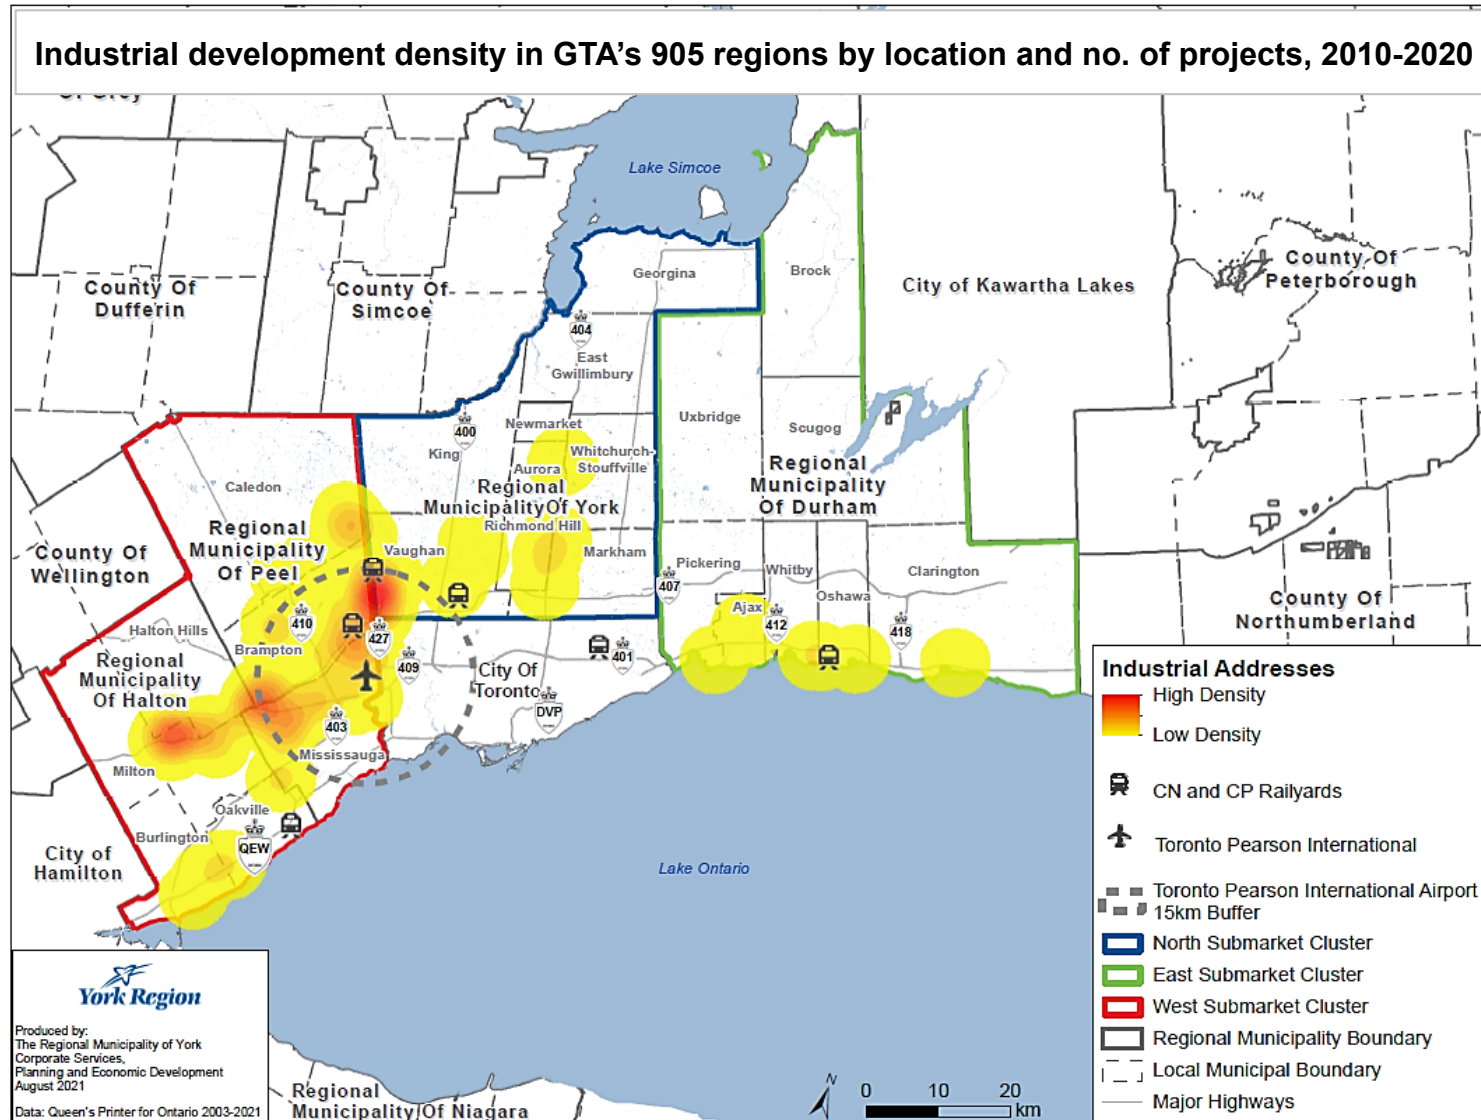 Industrial development density in GTA's 905 regions by location and no. of projects, 2010-2020
Lake Simcoe
Georgina
Brock
County Of
Dufferin
County Of
Simcoe
City of Kawartha Lakes
County Of
Peterborough
404
East
Gwillimbury
400
King
Newmarket
Whitchurch-
Stouffville
Aurora
Uxbridge
Scugog
Regional
Municipality
Of Durham
Caledon
Regional
Municipality Of York
Richmond Hill
Regional
Municipality
Of Peel
Vaughan
Markham
County Of
Wellington
Pickering
Whitby
Clarington
407
Oshawa
Ajax
412
418
County Of
Northumberland
410
427
Halton Hills
Brampton
409
401
Regional
Municipality
Of Halton
City Of
Toronto
DVP
403
Mississauga
Milton
Oakville
Burlington
QEW
City of
Hamilton
Lake Ontario
Regional
Municipality Of Niagara
Industrial Addresses
High Density
Low Density
CN and CP Railyards
Toronto Pearson International
Toronto Pearson International Airport
15km Buffer
North Submarket Cluster
East Submarket Cluster
West Submarket Cluster
Regional Municipality Boundary
Local Municipal Boundary
Major Highways
York Region
Produced by:
The Regional Municipality of York
Corporate Services,
Planning and Economic Development
August 2021
Data: Queen's Printer for Ontario 2003-2021
N
0 10 20
km